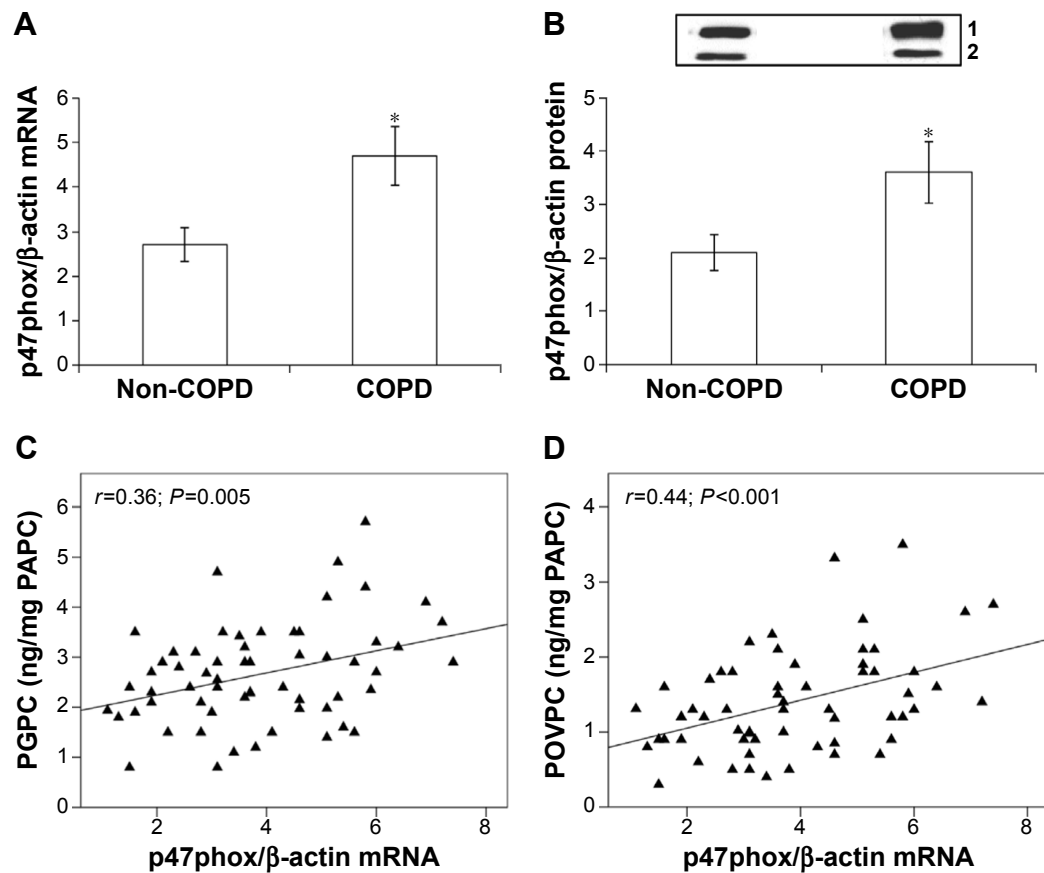 A
p47phox/β-actin mRNA
6
5
4
3
2
1
0
*
Non-COPD
COPD
B
1
2
p47phox/β-actin protein
5
4
3
2
1
0
*
Non-COPD
COPD
C
r=0.36; P=0.005
PGPC (ng/mg PAPC)
6
5
4
3
2
1
0
2
4
6
8
p47phox/β-actin mRNA
D
r=0.44; P<0.001
POVPC (ng/mg PAPC)
4
3
2
1
0
2
4
6
8
p47phox/β-actin mRNA